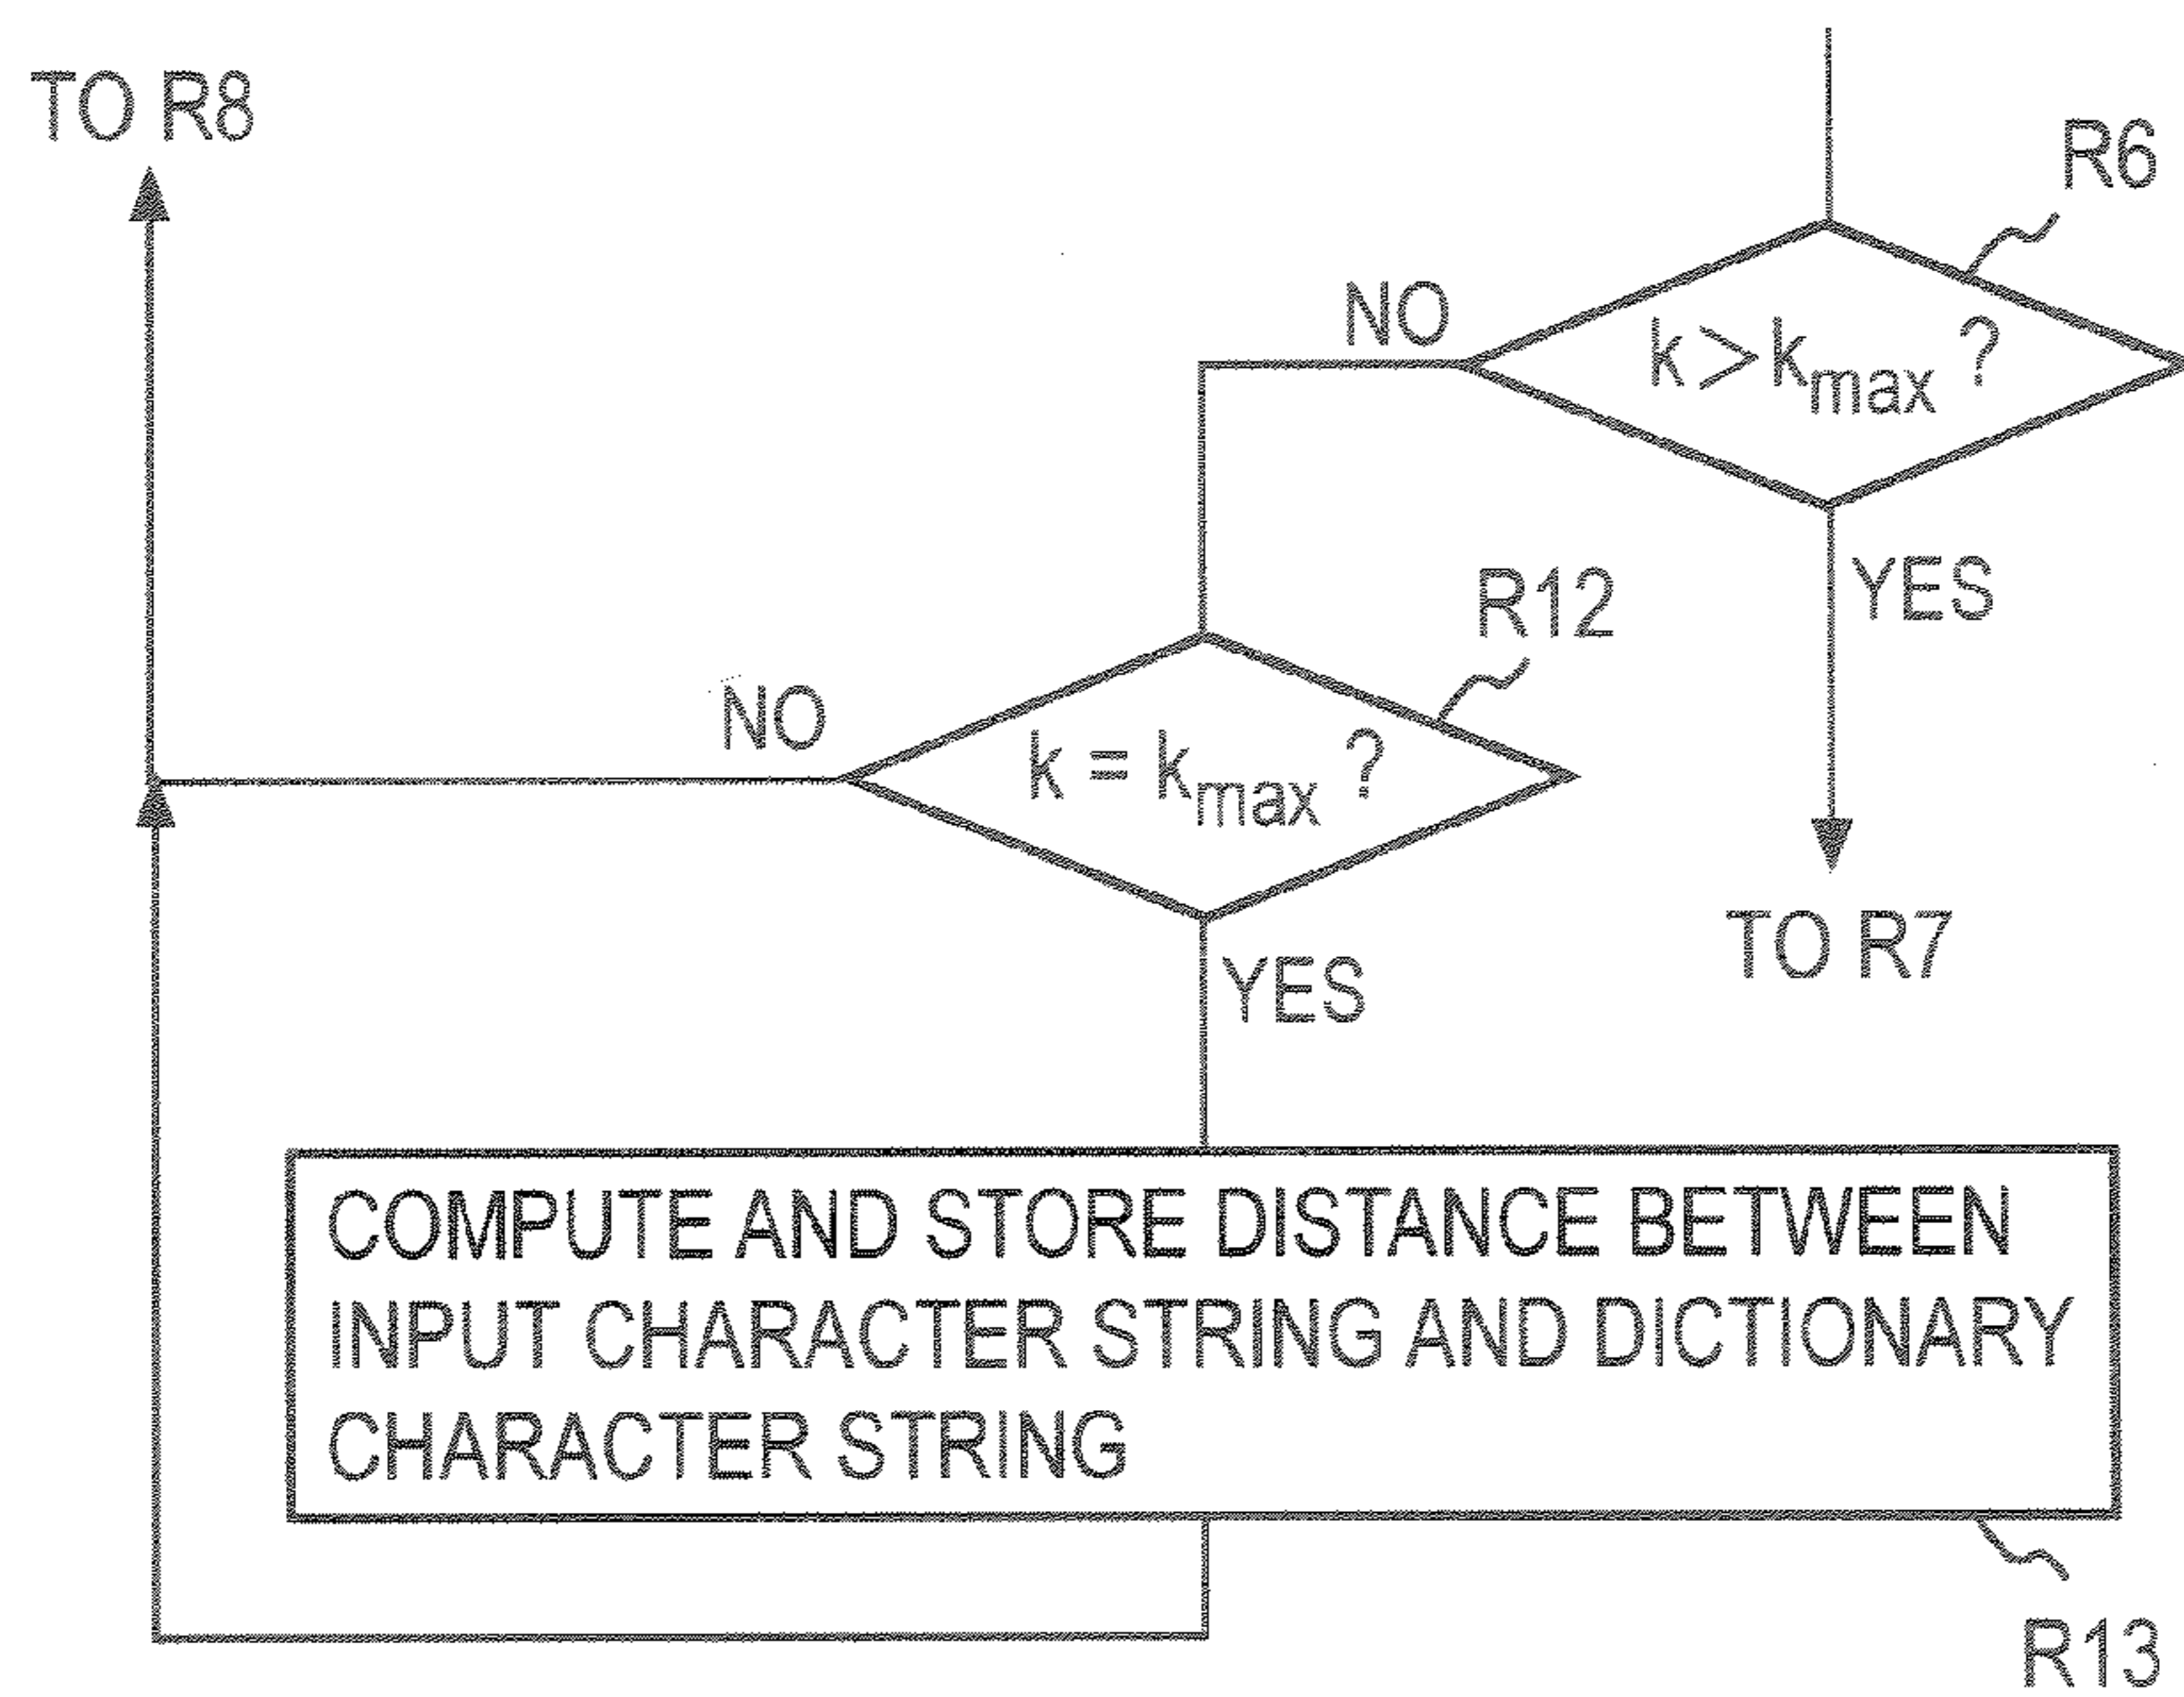 TO R8
R6
NO
k > kmax ?
YES
R12
NO
k = kmax ?
TO R7
YES
COMPUTE AND STORE DISTANCE BETWEEN
INPUT CHARACTER STRING AND DICTIONARY
CHARACTER STRING
R13